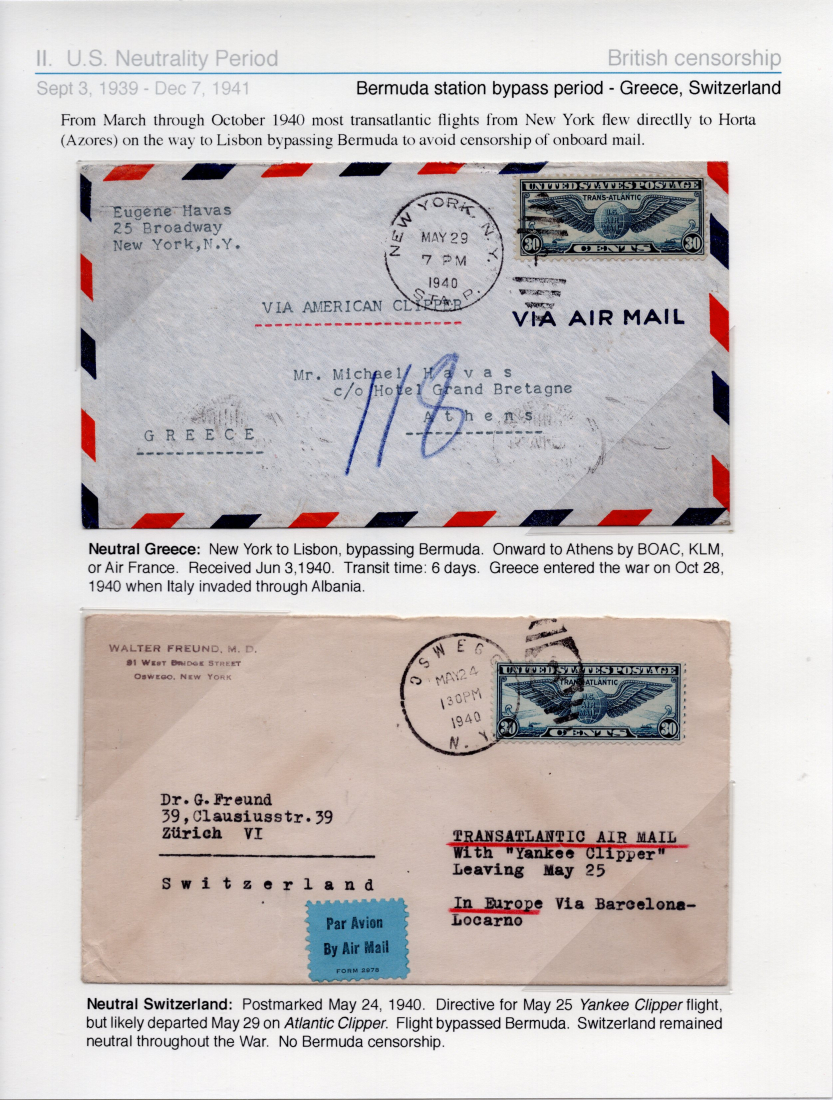 II. U.S. Neutrality Period
British censorship
Sept 3, 1939 - Dec 7, 1941
Bermuda station bypass period - Greece, Switzerland
From March through October 1940 most transatlantic flights from New York flew directlly to Horta
(Azores) on the way to Lisbon bypassing Bermuda to avoid censorship of onboard mail.
Eugene Havas
25 Broadway
New York,N.Y.
NEW YORK, N.Y.
MAY 29
7 PM
1940
STA. P.
UNITED STATES POSTAGE
TRANS-ATLANTIC
30 CENTS 30
VIA AMERICAN CLIPPER
VIA AIR MAIL
Mr. Michael Havas
c/o Hotel Grand Bretagne
Athens
GREECE
118
Neutral Greece: New York to Lisbon, bypassing Bermuda. Onward to Athens by BOAC, KLM,
or Air France. Received Jun 3,1940. Transit time: 6 days. Greece entered the war on Oct 28,
1940 when Italy invaded through Albania.
WALTER FREUND, M. D.
81 WEST BRIDGE STREET
OSWEGO, NEW YORK
OSWEGO
MAY 24
130PM
1940
N. Y.
UNITED STATES POSTAGE
TRANS-ATLANTIC
30 CENTS 30
Dr. G. Freund
39,Clausiusstr.39
Zürich VI
Switzerland
TRANSATLANTIC AIR MAIL
With "Yankee Clipper"
Leaving May 25
In Europe Via Barcelona-
Locarno
Par Avion
By Air Mail
FORM 2978
Neutral Switzerland: Postmarked May 24, 1940. Directive for May 25 Yankee Clipper flight,
but likely departed May 29 on Atlantic Clipper. Flight bypassed Bermuda. Switzerland remained
neutral throughout the War. No Bermuda censorship.